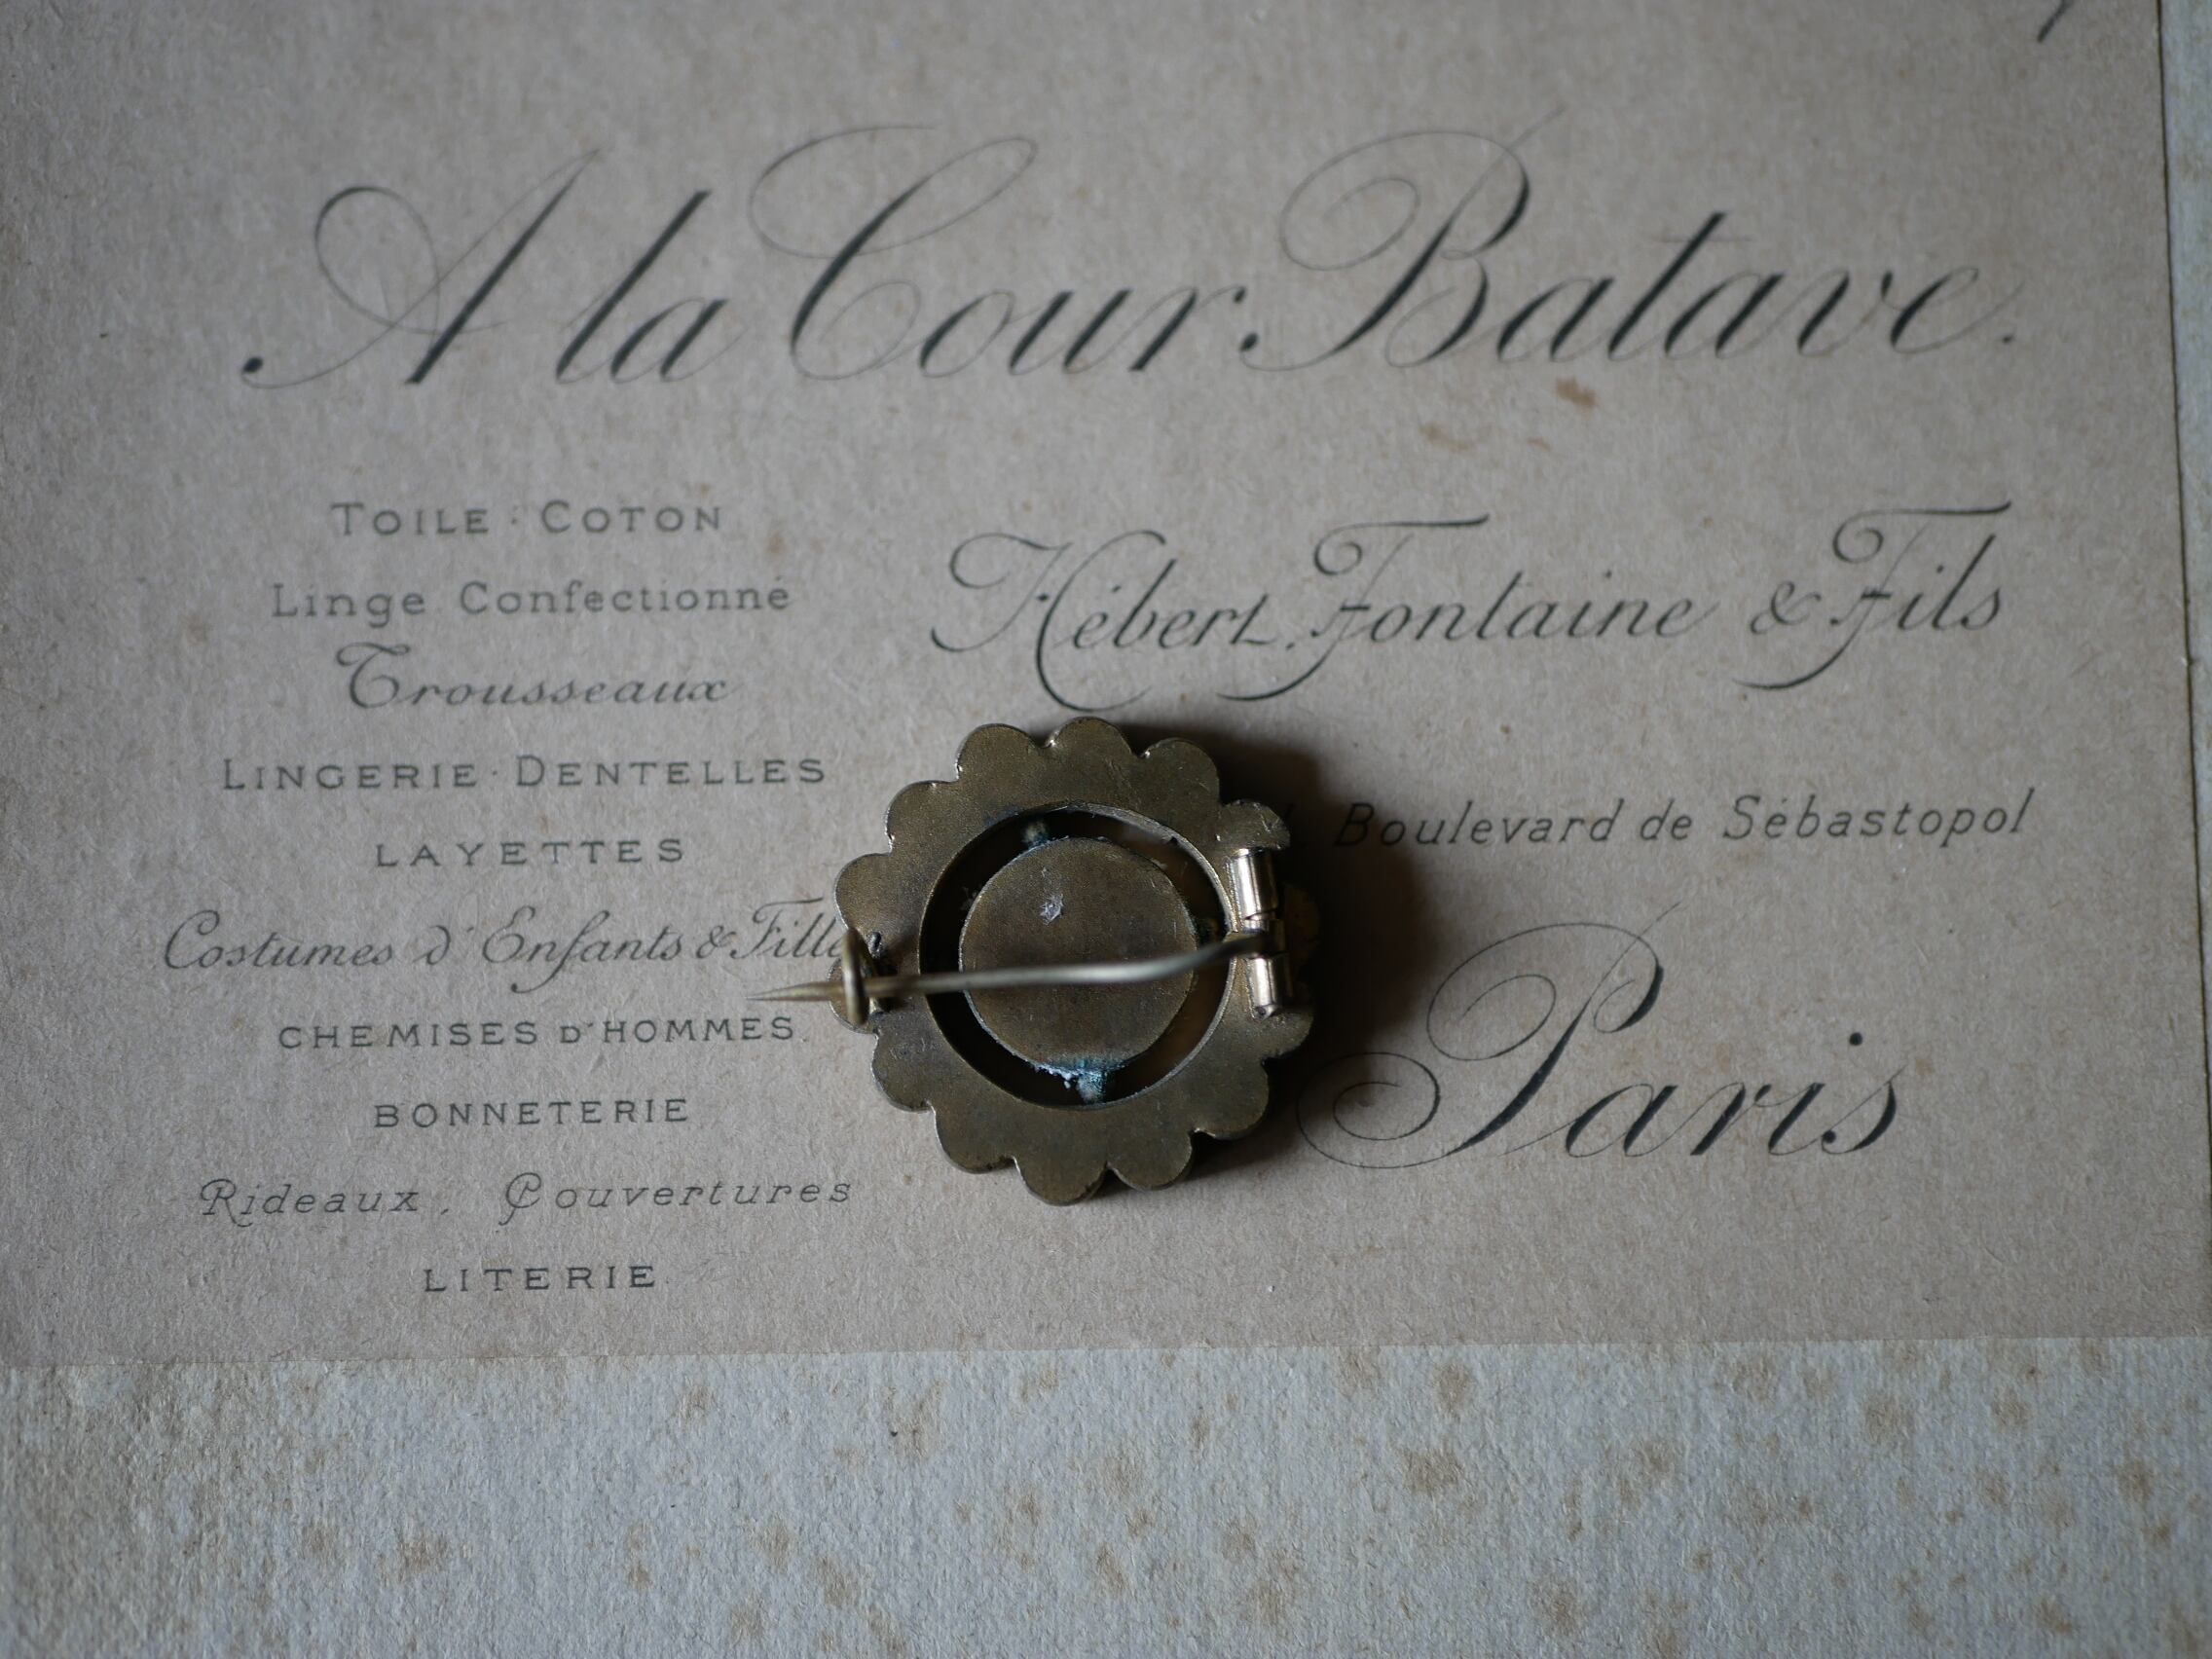 A la Cour Batave.
TOILE · COTON
Linge Confectionné
Trousseaux
LINGERIE · DENTELLES
LAYETTES
Costumes d'Enfants &
CHEMISES D'HOMMES.
BONNETERIE
Rideaux, Couvertures
LITERIE
Hébert, Fontaine & Fils
Boulevard de Sébastopol
Paris